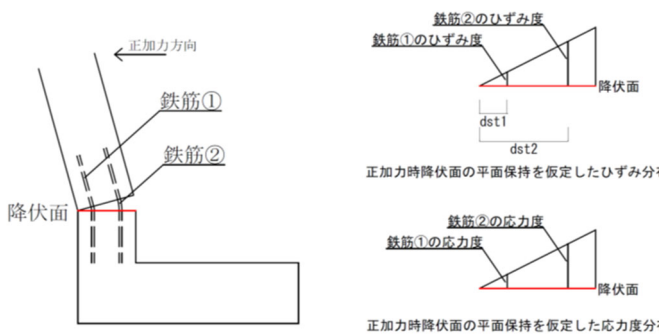 正加力方向
鉄筋①
鉄筋②
降伏面
鉄筋②のひずみ度
鉄筋①のひずみ度
降伏面
dst1
dst2
正加力時降伏面の平面保持を仮定したひずみ分
鉄筋②の応力度
鉄筋①の応力度
降伏面
正加力時降伏面の平面保持を仮定した応力度分